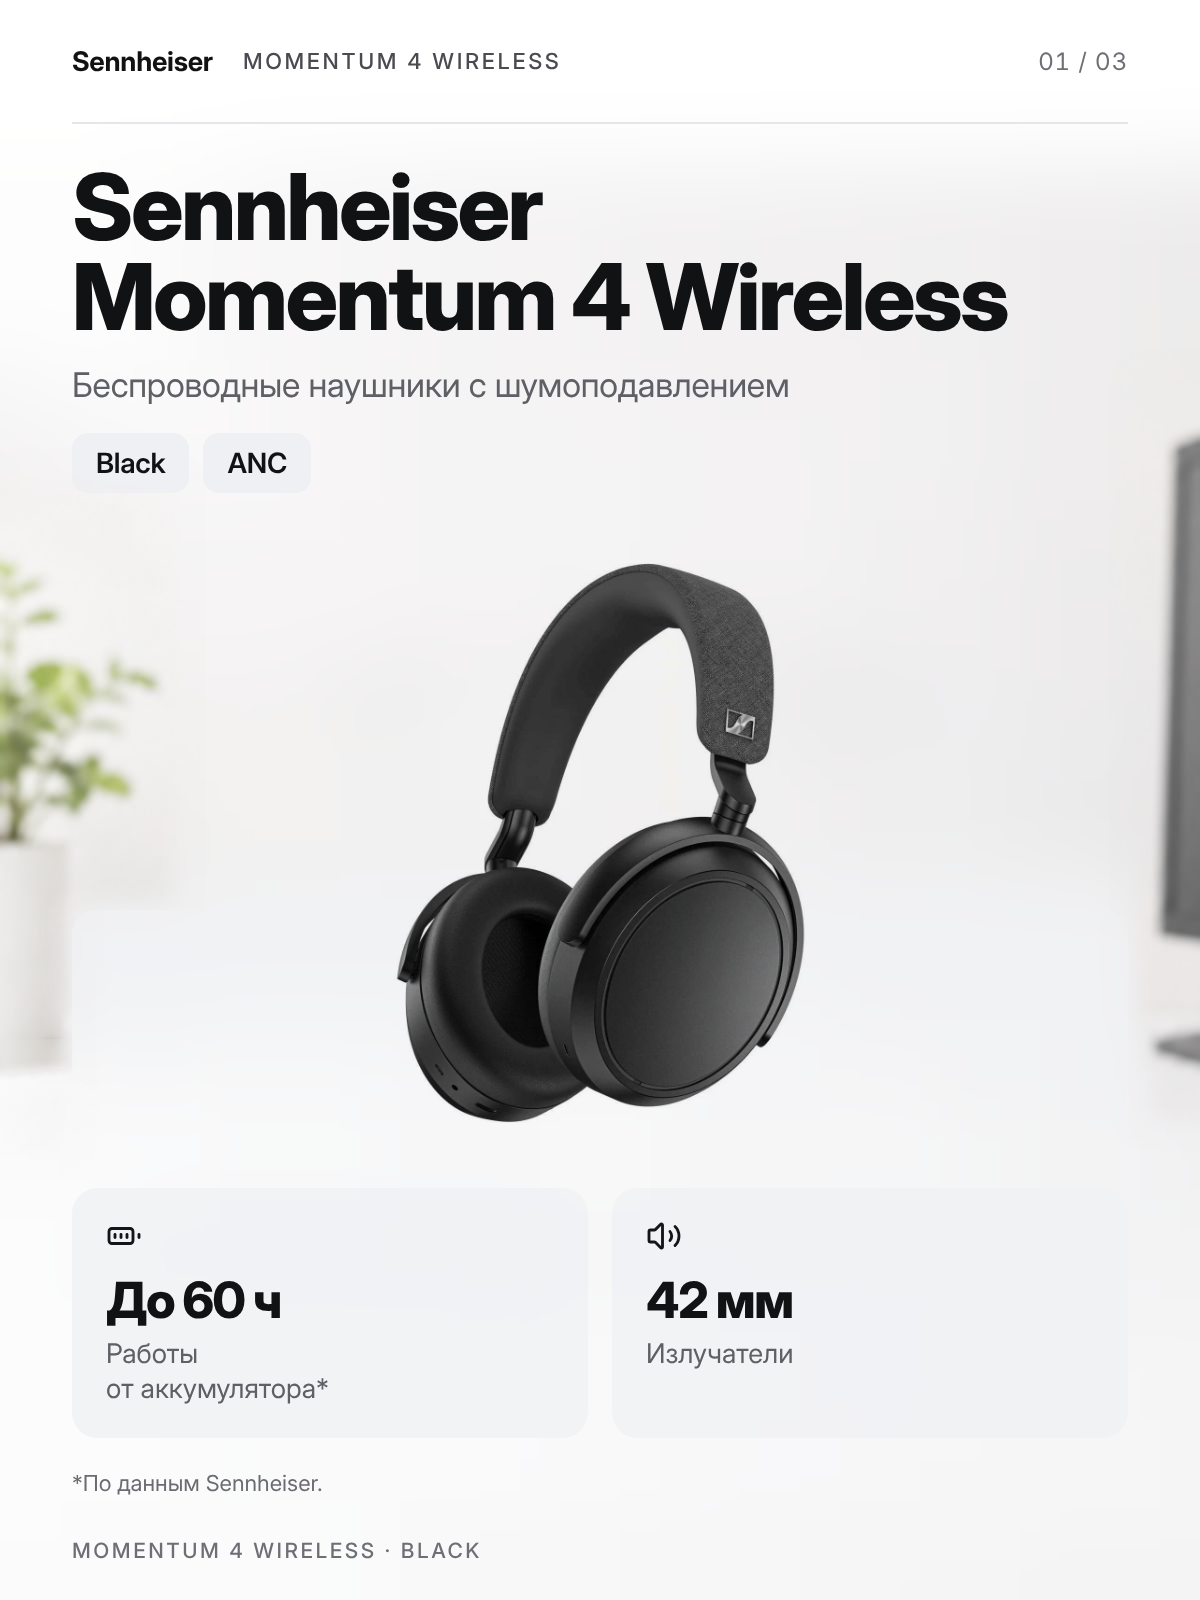 Sennheiser MOMENTUM 4 WIRELESS 01 / 03
Sennheiser
Momentum 4 Wireless
Беспроводные наушники с шумоподавлением
Black ANC
До 60 ч
Работы
от аккумулятора*
42 мм
Излучатели
*По данным Sennheiser.
MOMENTUM 4 WIRELESS · BLACK